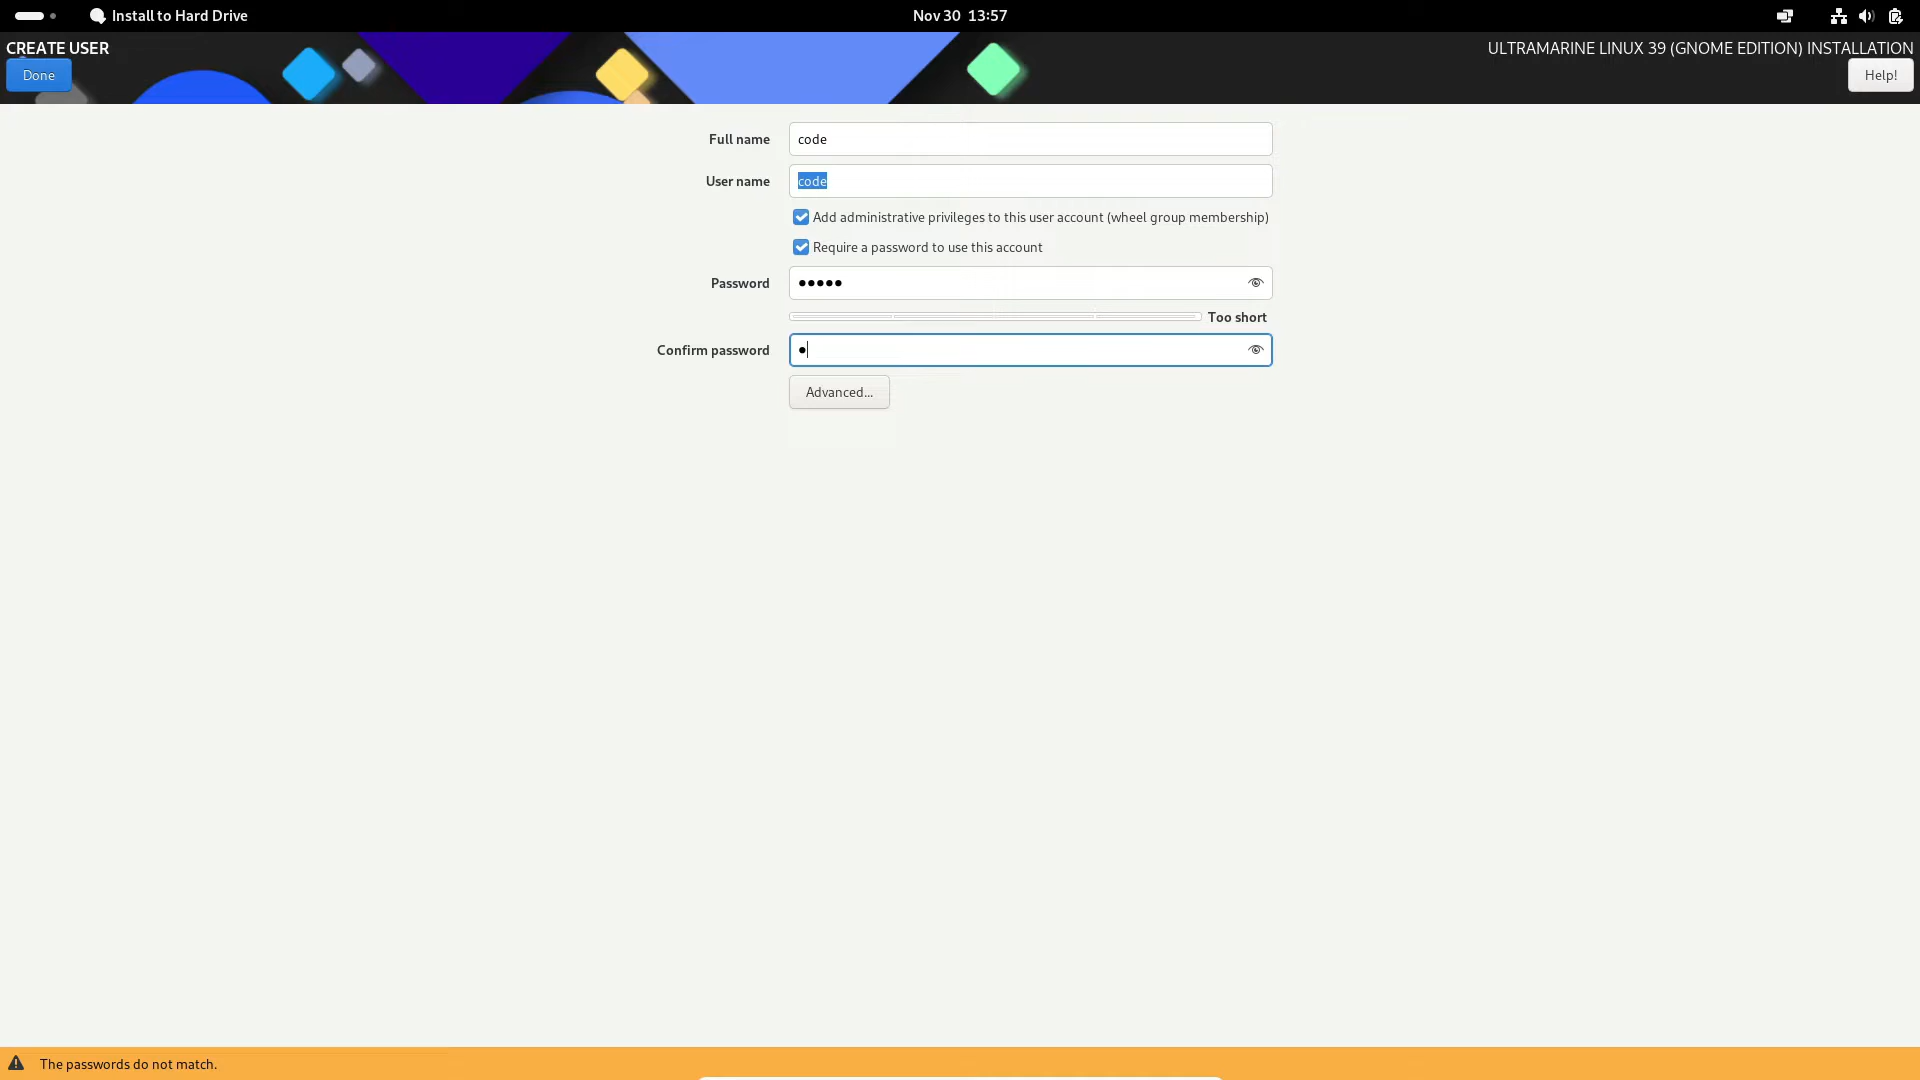 Install to Hard Drive
Nov 30 13:57
CREATE USER
ULTRAMARINE LINUX 39 (GNOME EDITION) INSTALLATION
Done
Help!
Full name
code
User name
code
Add administrative privileges to this user account (wheel group membership)
Require a password to use this account
Password
●●●●●
Too short
Confirm password
●
Advanced...
The passwords do not match.